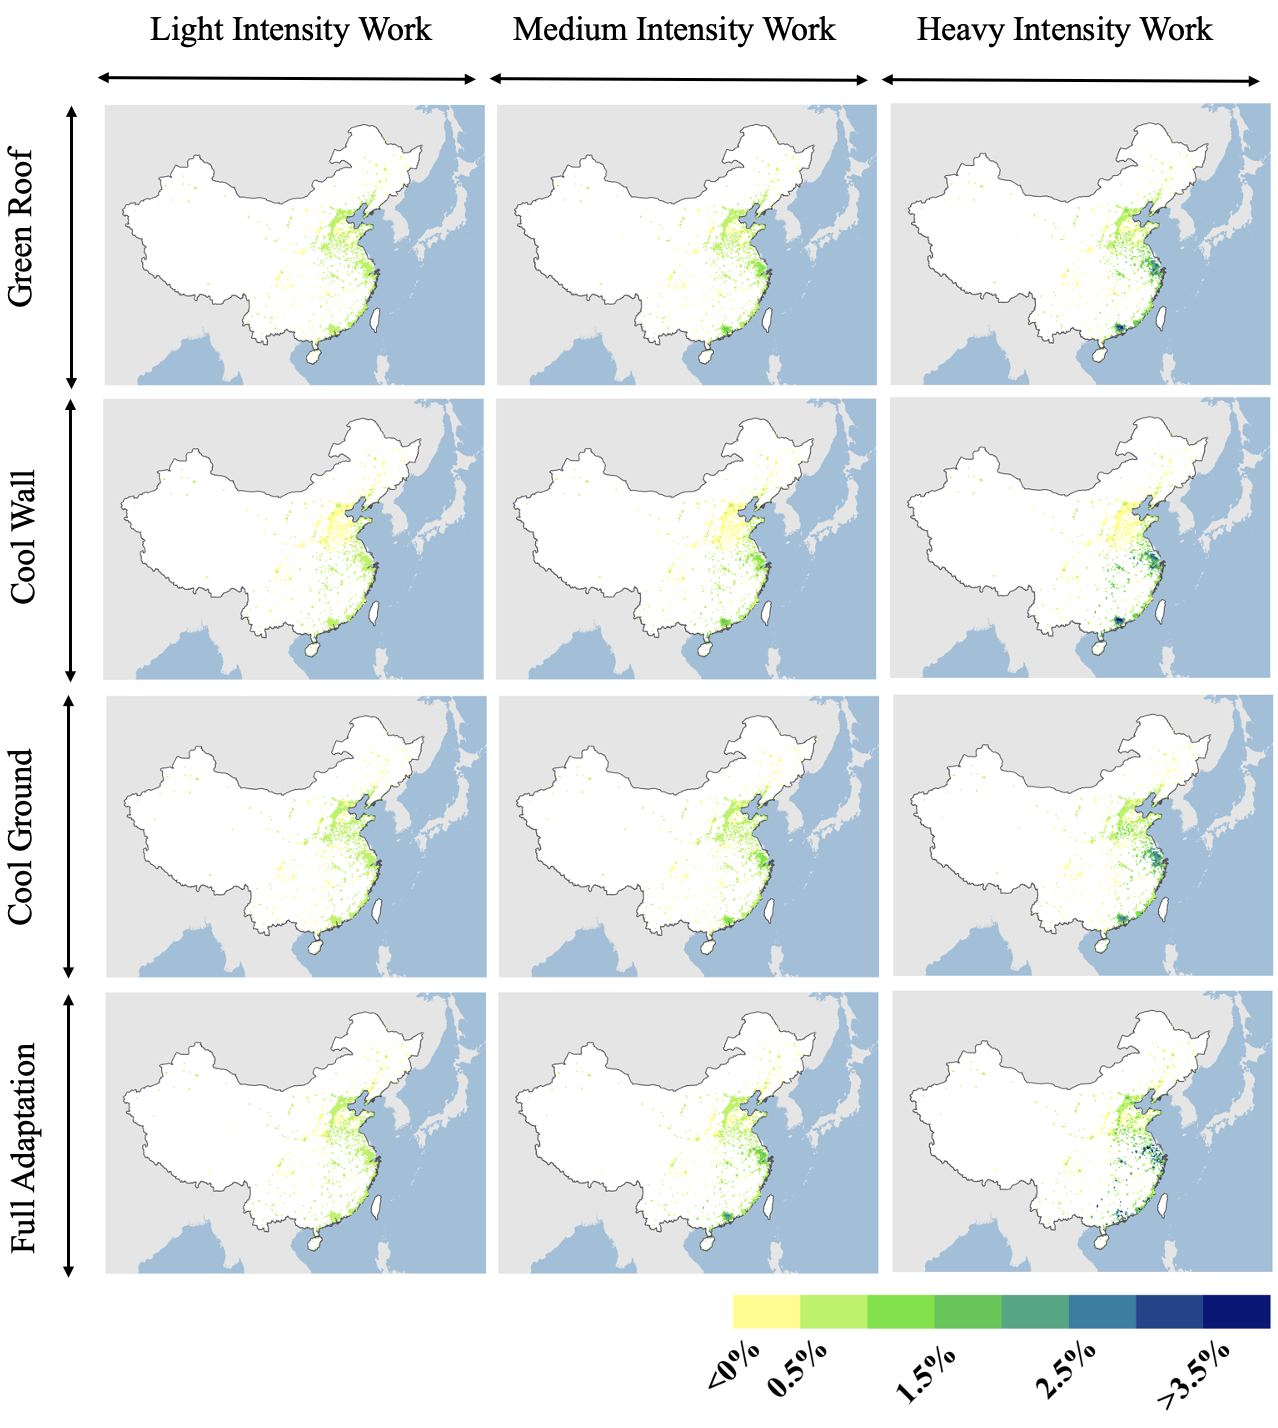 Light Intensity Work
Medium Intensity Work
Heavy Intensity Work
Green Roof
Cool Wall
Cool Ground
Full Adaptation
<0%
0.5%
1.5%
2.5%
>3.5%